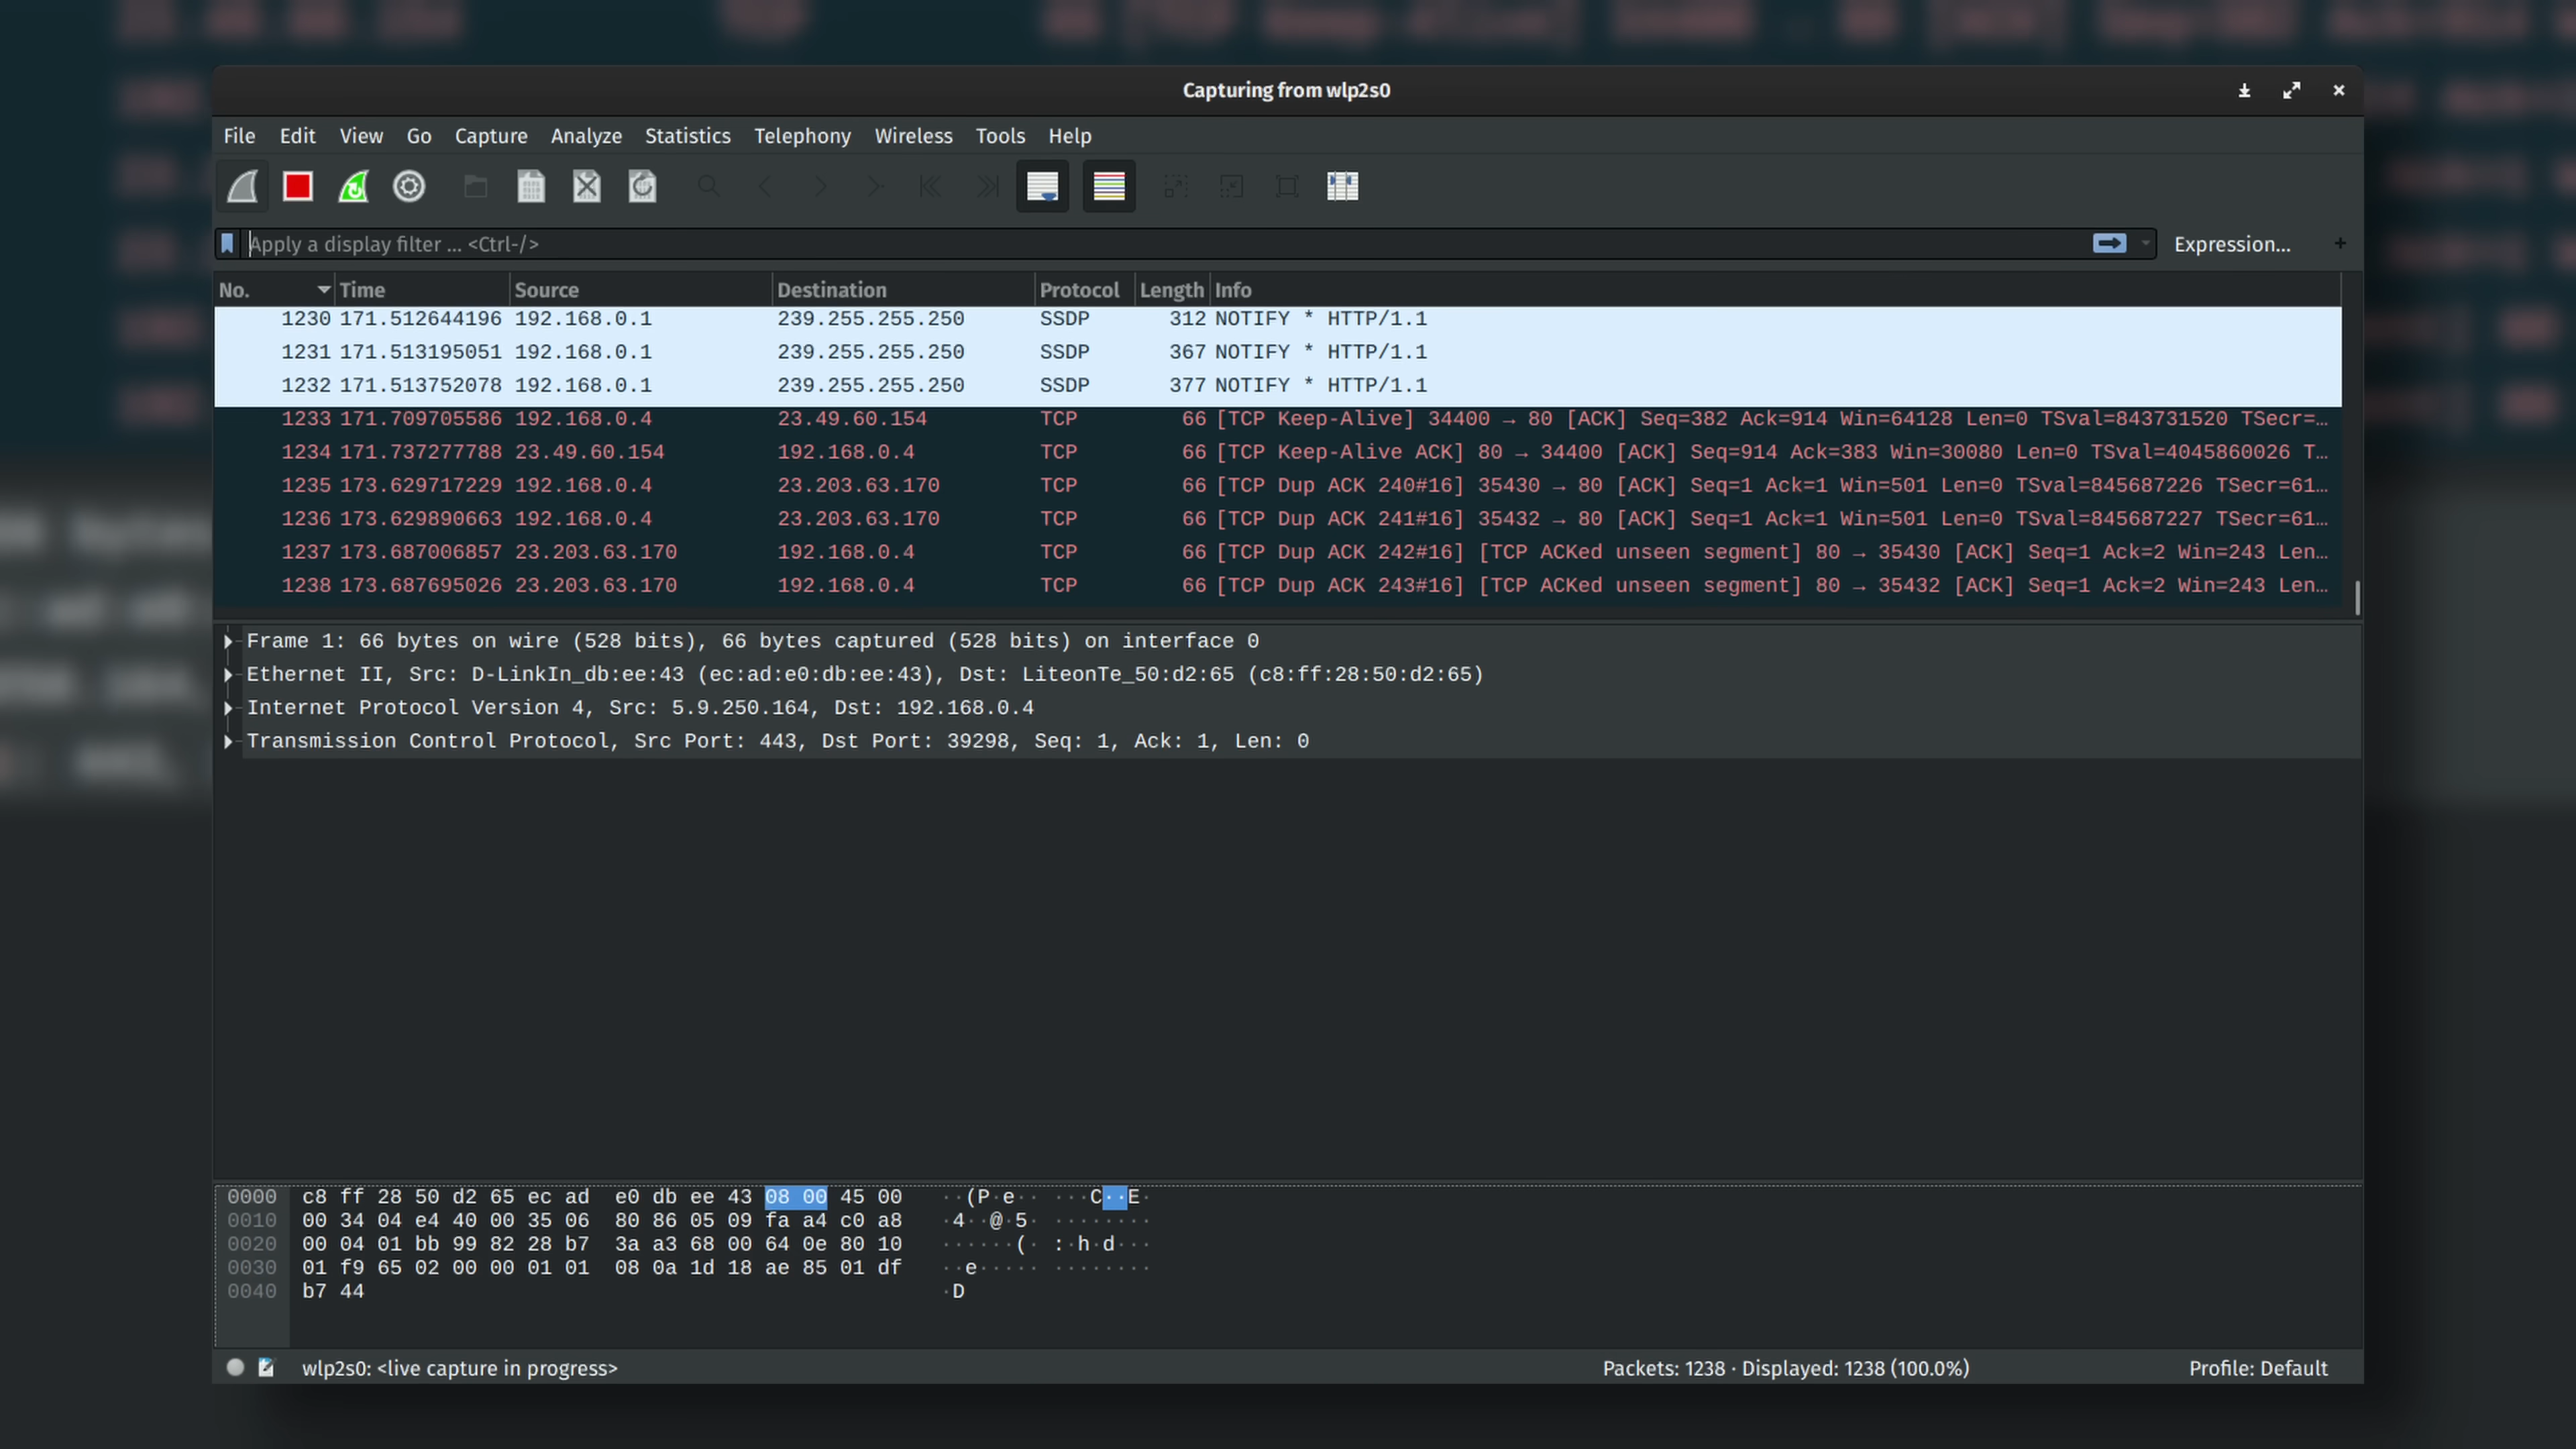 Capturing from wlp2s0
File Edit View Go Capture Analyze Statistics Telephony Wireless Tools Help
Apply a display filter ... <Ctrl-/> Expression... +
No. Time Source Destination Protocol Length Info
1230 171.512644196 192.168.0.1 239.255.255.250 SSDP 312 NOTIFY * HTTP/1.1
1231 171.513195051 192.168.0.1 239.255.255.250 SSDP 367 NOTIFY * HTTP/1.1
1232 171.513752078 192.168.0.1 239.255.255.250 SSDP 377 NOTIFY * HTTP/1.1
1233 171.709705586 192.168.0.4 23.49.60.154 TCP 66 [TCP Keep-Alive] 34400 → 80 [ACK] Seq=382 Ack=914 Win=64128 Len=0 TSval=843731520 TSecr=…
1234 171.737277788 23.49.60.154 192.168.0.4 TCP 66 [TCP Keep-Alive ACK] 80 → 34400 [ACK] Seq=914 Ack=383 Win=30080 Len=0 TSval=4045860026 T…
1235 173.629717229 192.168.0.4 23.203.63.170 TCP 66 [TCP Dup ACK 240#16] 35430 → 80 [ACK] Seq=1 Ack=1 Win=501 Len=0 TSval=845687226 TSecr=61…
1236 173.629890663 192.168.0.4 23.203.63.170 TCP 66 [TCP Dup ACK 241#16] 35432 → 80 [ACK] Seq=1 Ack=1 Win=501 Len=0 TSval=845687227 TSecr=61…
1237 173.687006857 23.203.63.170 192.168.0.4 TCP 66 [TCP Dup ACK 242#16] [TCP ACKed unseen segment] 80 → 35430 [ACK] Seq=1 Ack=2 Win=243 Len…
1238 173.687695026 23.203.63.170 192.168.0.4 TCP 66 [TCP Dup ACK 243#16] [TCP ACKed unseen segment] 80 → 35432 [ACK] Seq=1 Ack=2 Win=243 Len…
Frame 1: 66 bytes on wire (528 bits), 66 bytes captured (528 bits) on interface 0
Ethernet II, Src: D-LinkIn_db:ee:43 (ec:ad:e0:db:ee:43), Dst: LiteonTe_50:d2:65 (c8:ff:28:50:d2:65)
Internet Protocol Version 4, Src: 5.9.250.164, Dst: 192.168.0.4
Transmission Control Protocol, Src Port: 443, Dst Port: 39298, Seq: 1, Ack: 1, Len: 0
0000 c8 ff 28 50 d2 65 ec ad e0 db ee 43 08 00 45 00 ··(P·e·· ···C··E·
0010 00 34 04 e4 40 00 35 06 80 86 05 09 fa a4 c0 a8 ·4··@·5· ········
0020 00 04 01 bb 99 82 28 b7 3a a3 68 00 64 0e 80 10 ······(· :·h·d···
0030 01 f9 65 02 00 00 01 01 08 0a 1d 18 ae 85 01 df ··e····· ········
0040 b7 44 ·D
wlp2s0: <live capture in progress> Packets: 1238 · Displayed: 1238 (100.0%) Profile: Default